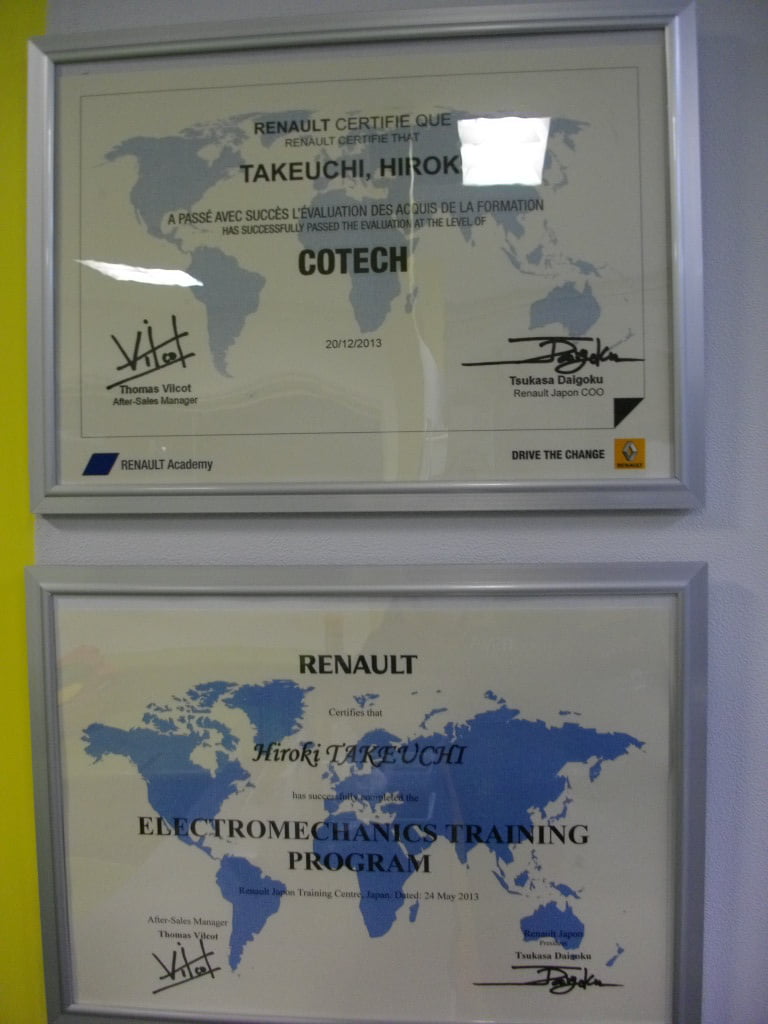 RENAULT CERTIFIE QUE
RENAULT CERTIFIE THAT
TAKEUCHI, HIROK
A PASSÉ AVEC SUCCÈS L'ÉVALUATION DES ACQUIS DE LA FORMATION
HAS SUCCESSFULLY PASSED THE EVALUATION AT THE LEVEL OF
COTECH
20/12/2013
Vilcot
Thomas Vilcot
After-Sales Manager
Daigoku
Tsukasa Daigoku
Renault Japon COO
RENAULT Academy
DRIVE THE CHANGE
RENAULT
RENAULT
Certifies that
Hiroki TAKEUCHI
has successfully completed the
ELECTROMECHANICS TRAINING
PROGRAM
Renault Japon Training Centre, Japan. Dated: 24 May 2013
After-Sales Manager
Thomas Vilcot
Vilcot
Renault Japon
President
Tsukasa Daigoku
Daigoku